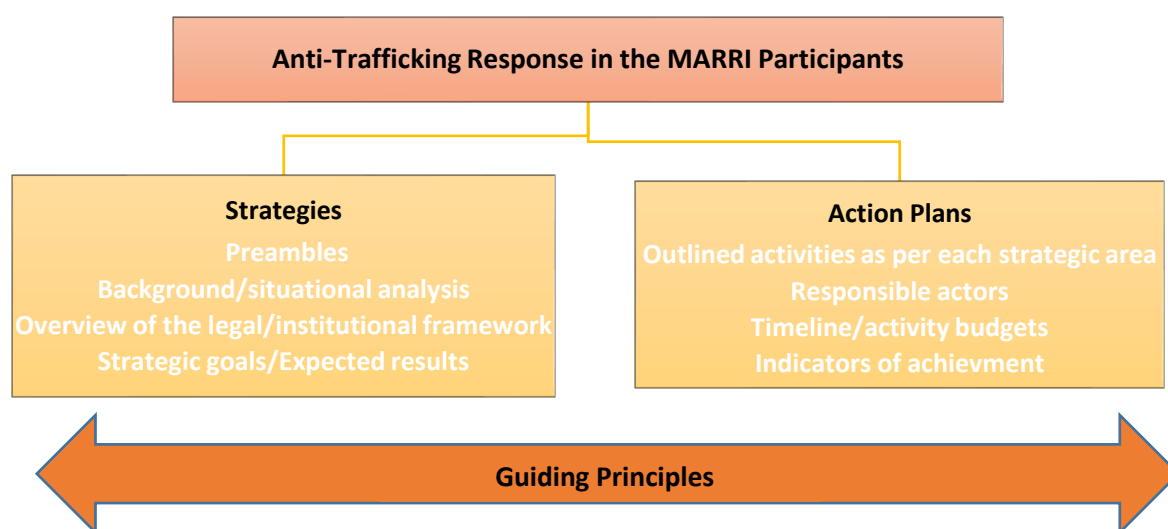 Anti-Trafficking Response in the MARRI Participants
Strategies
Preambles
Background/situational analysis
Overview of the legal/institutional framework
Strategic goals/Expected results
Action Plans
Outlined activities as per each strategic area
Responsible actors
Timeline/activity budgets
Indicators of achievment
Guiding Principles